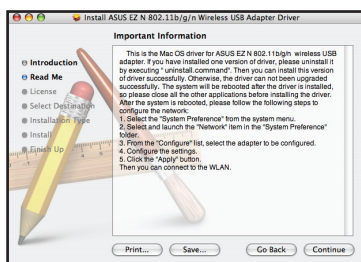 Install ASUS EZ N 802.11b/g/n Wireless USB Adapter Driver
Important Information
Introduction
Read Me
License
Select Destination
Installation Type
Install
Finish Up
This is the Mac OS driver for ASUS EZ N 802.11b/g/n wireless USB
adapter. If you have installed one version of driver, please uninstall it
by executing " uninstall.command". Then you can install this version
of driver successfully. Otherwise, the driver can not been upgraded
successfully. The system will be rebooted after the driver is installed,
so please close all the other applications before installing the driver.
After the system is rebooted, please follow the following steps to
configure the network:
1. Select the "System Preference" from the system menu.
2. Select and launch the "Network" item in the "System Preference"
folder.
3. From the "Configure" list, select the adapter to be configured.
4. Configure the settings.
5. Click the "Apply" button.
Then you can connect to the WLAN.
Print...
Save...
Go Back
Continue